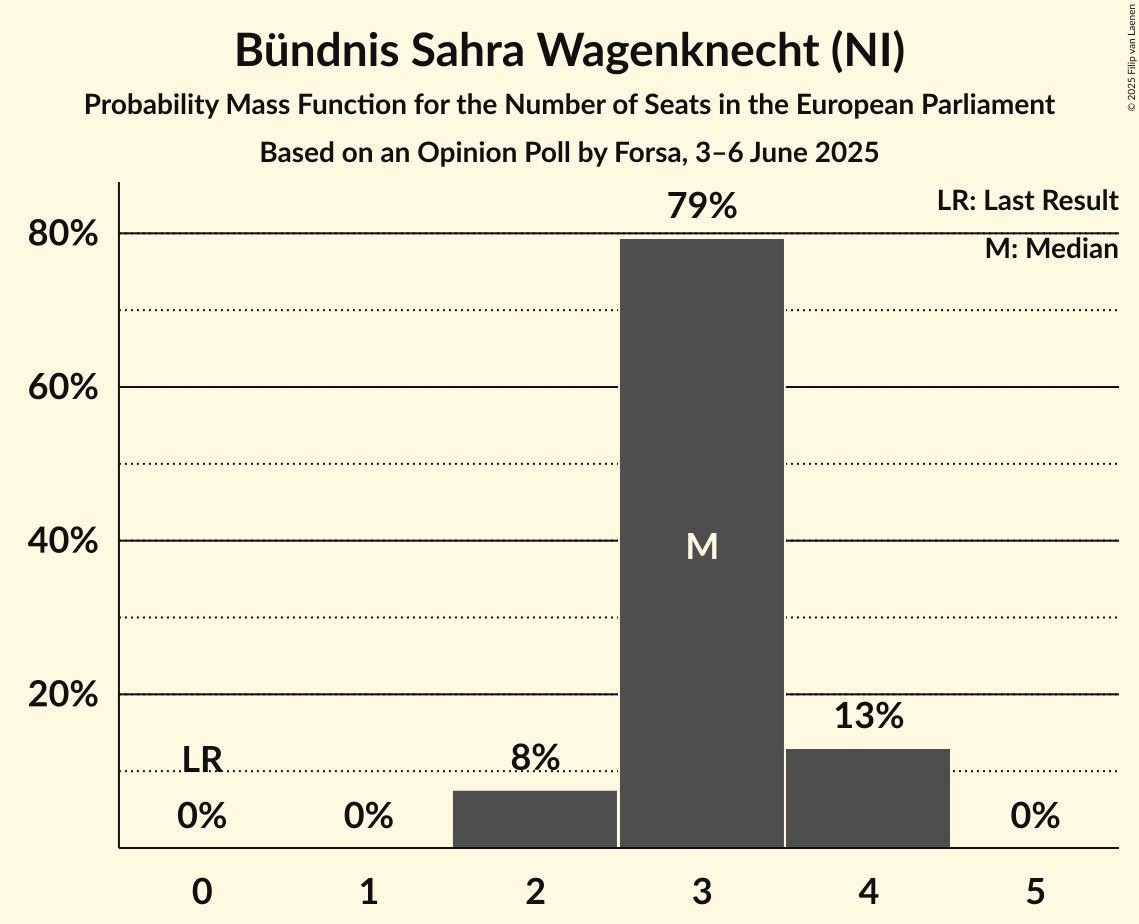 Bündnis Sahra Wagenknecht (NI)
Probability Mass Function for the Number of Seats in the European Parliament
Based on an Opinion Poll by Forsa, 3–6 June 2025
© 2025 Filip van Laenen
LR: Last Result
M: Median
80%
60%
40%
20%
79%
M
13%
8%
LR
0%
0%
0%
0
1
2
3
4
5